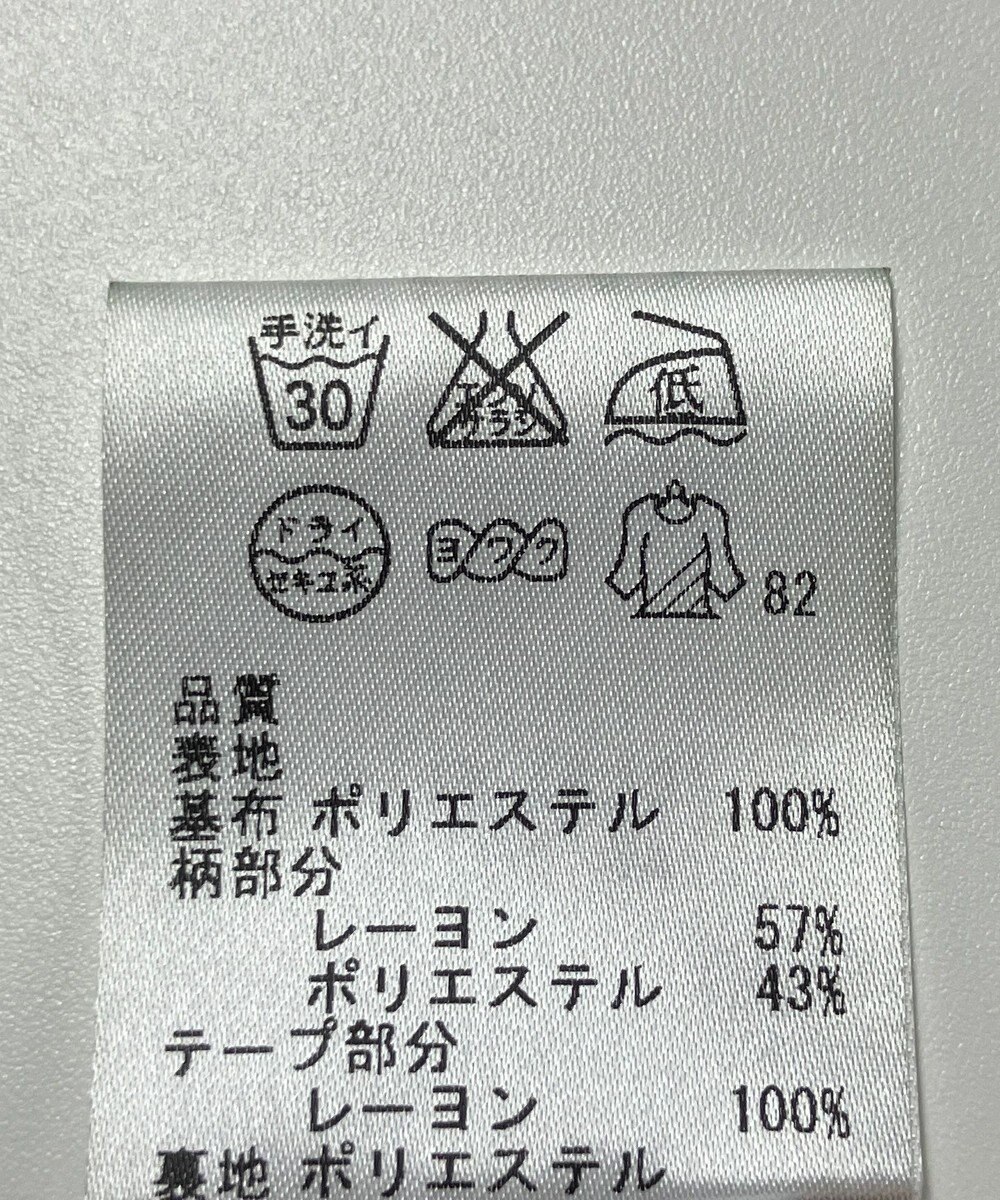 手洗イ
30
エンソ
サラシ
低
ドライ
セキユ系
ヨワク
82
品質
表地
基布 ポリエステル 100%
柄部分
レーヨン 57%
ポリエステル 43%
テープ部分
レーヨン 100%
裏地 ポリエステル